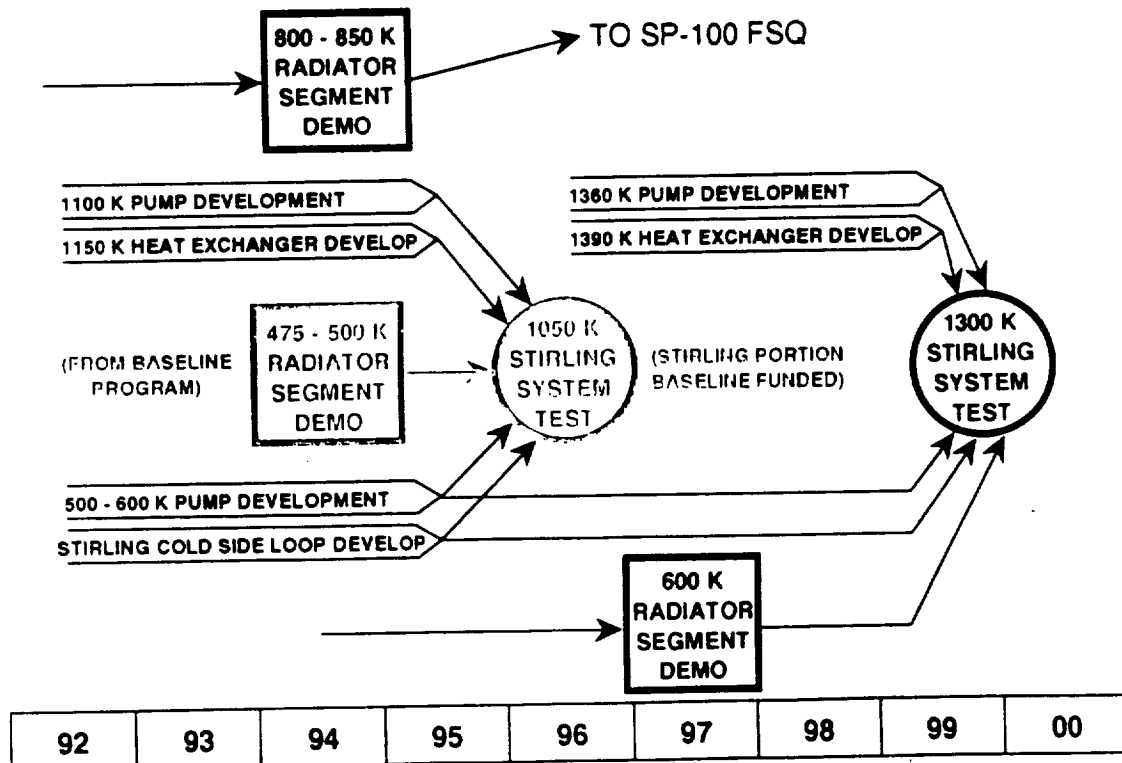 800 - 850 K
RADIATOR
SEGMENT
DEMO
TO SP-100 FSQ
1100 K PUMP DEVELOPMENT
1150 K HEAT EXCHANGER DEVELOP
1360 K PUMP DEVELOPMENT
1390 K HEAT EXCHANGER DEVELOP
(FROM BASELINE
PROGRAM)
475 - 500 K
RADIATOR
SEGMENT
DEMO
1050 K
STIRLING
SYSTEM
TEST
(STIRLING PORTION
BASELINE FUNDED)
1300 K
STIRLING
SYSTEM
TEST
500 - 600 K PUMP DEVELOPMENT
STIRLING COLD SIDE LOOP DEVELOP
600 K
RADIATOR
SEGMENT
DEMO
92 93 94 95 96 97 98 99 00